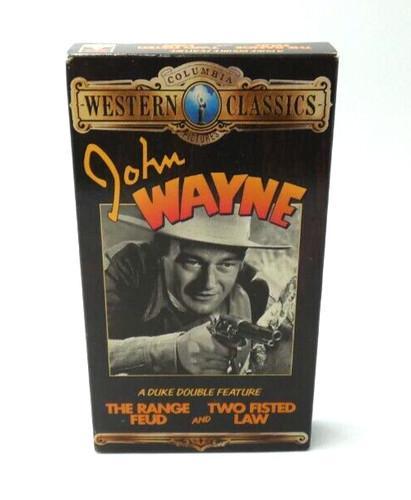 COLUMBIA
WESTERN CLASSICS
PICTURES
John
WAYNE
A DUKE DOUBLE FEATURE
THE RANGE FEUD AND TWO FISTED LAW